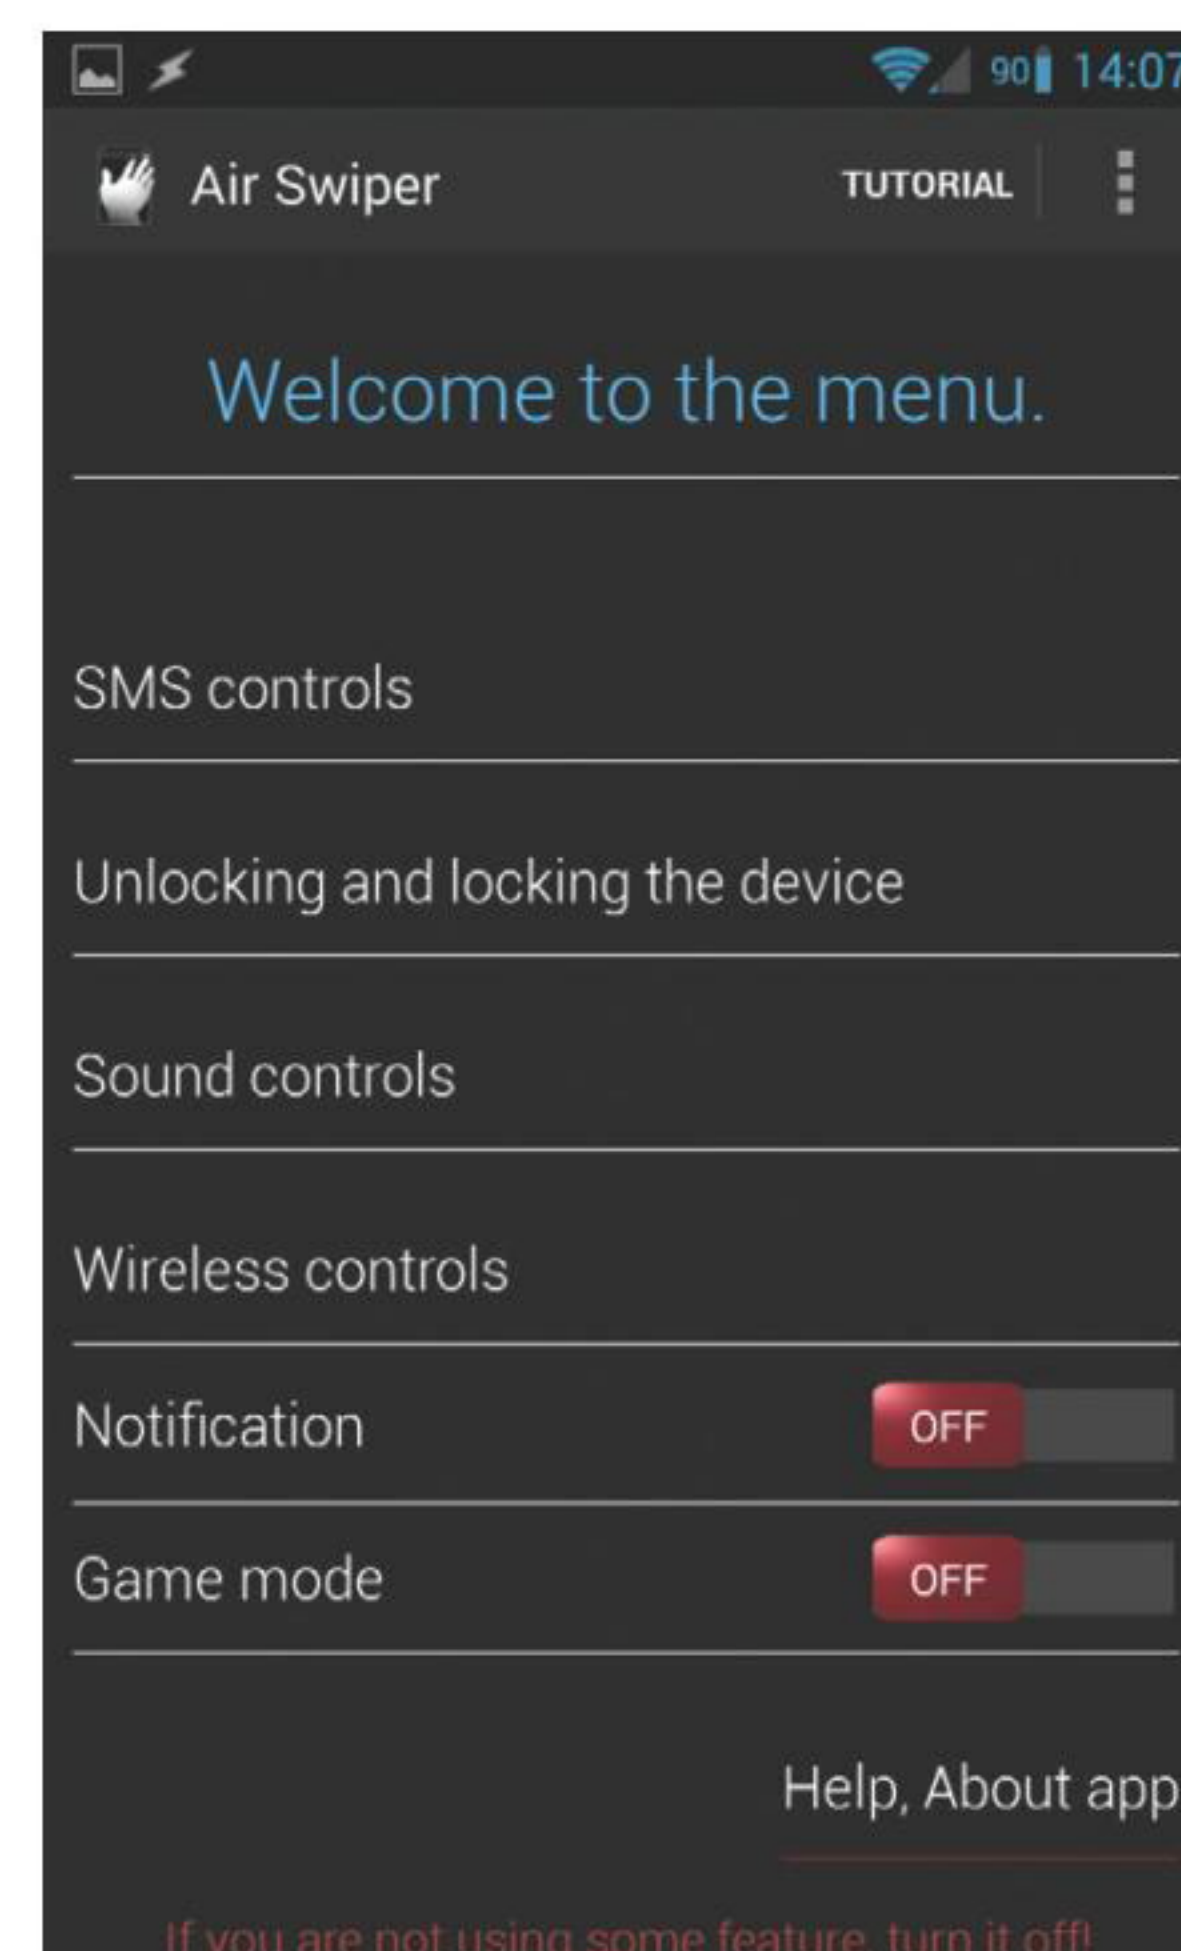 90 14:07
Air Swiper TUTORIAL
Welcome to the menu.
SMS controls
Unlocking and locking the device
Sound controls
Wireless controls
Notification OFF
Game mode OFF
Help, About app
If you are not using some feature, turn it off!